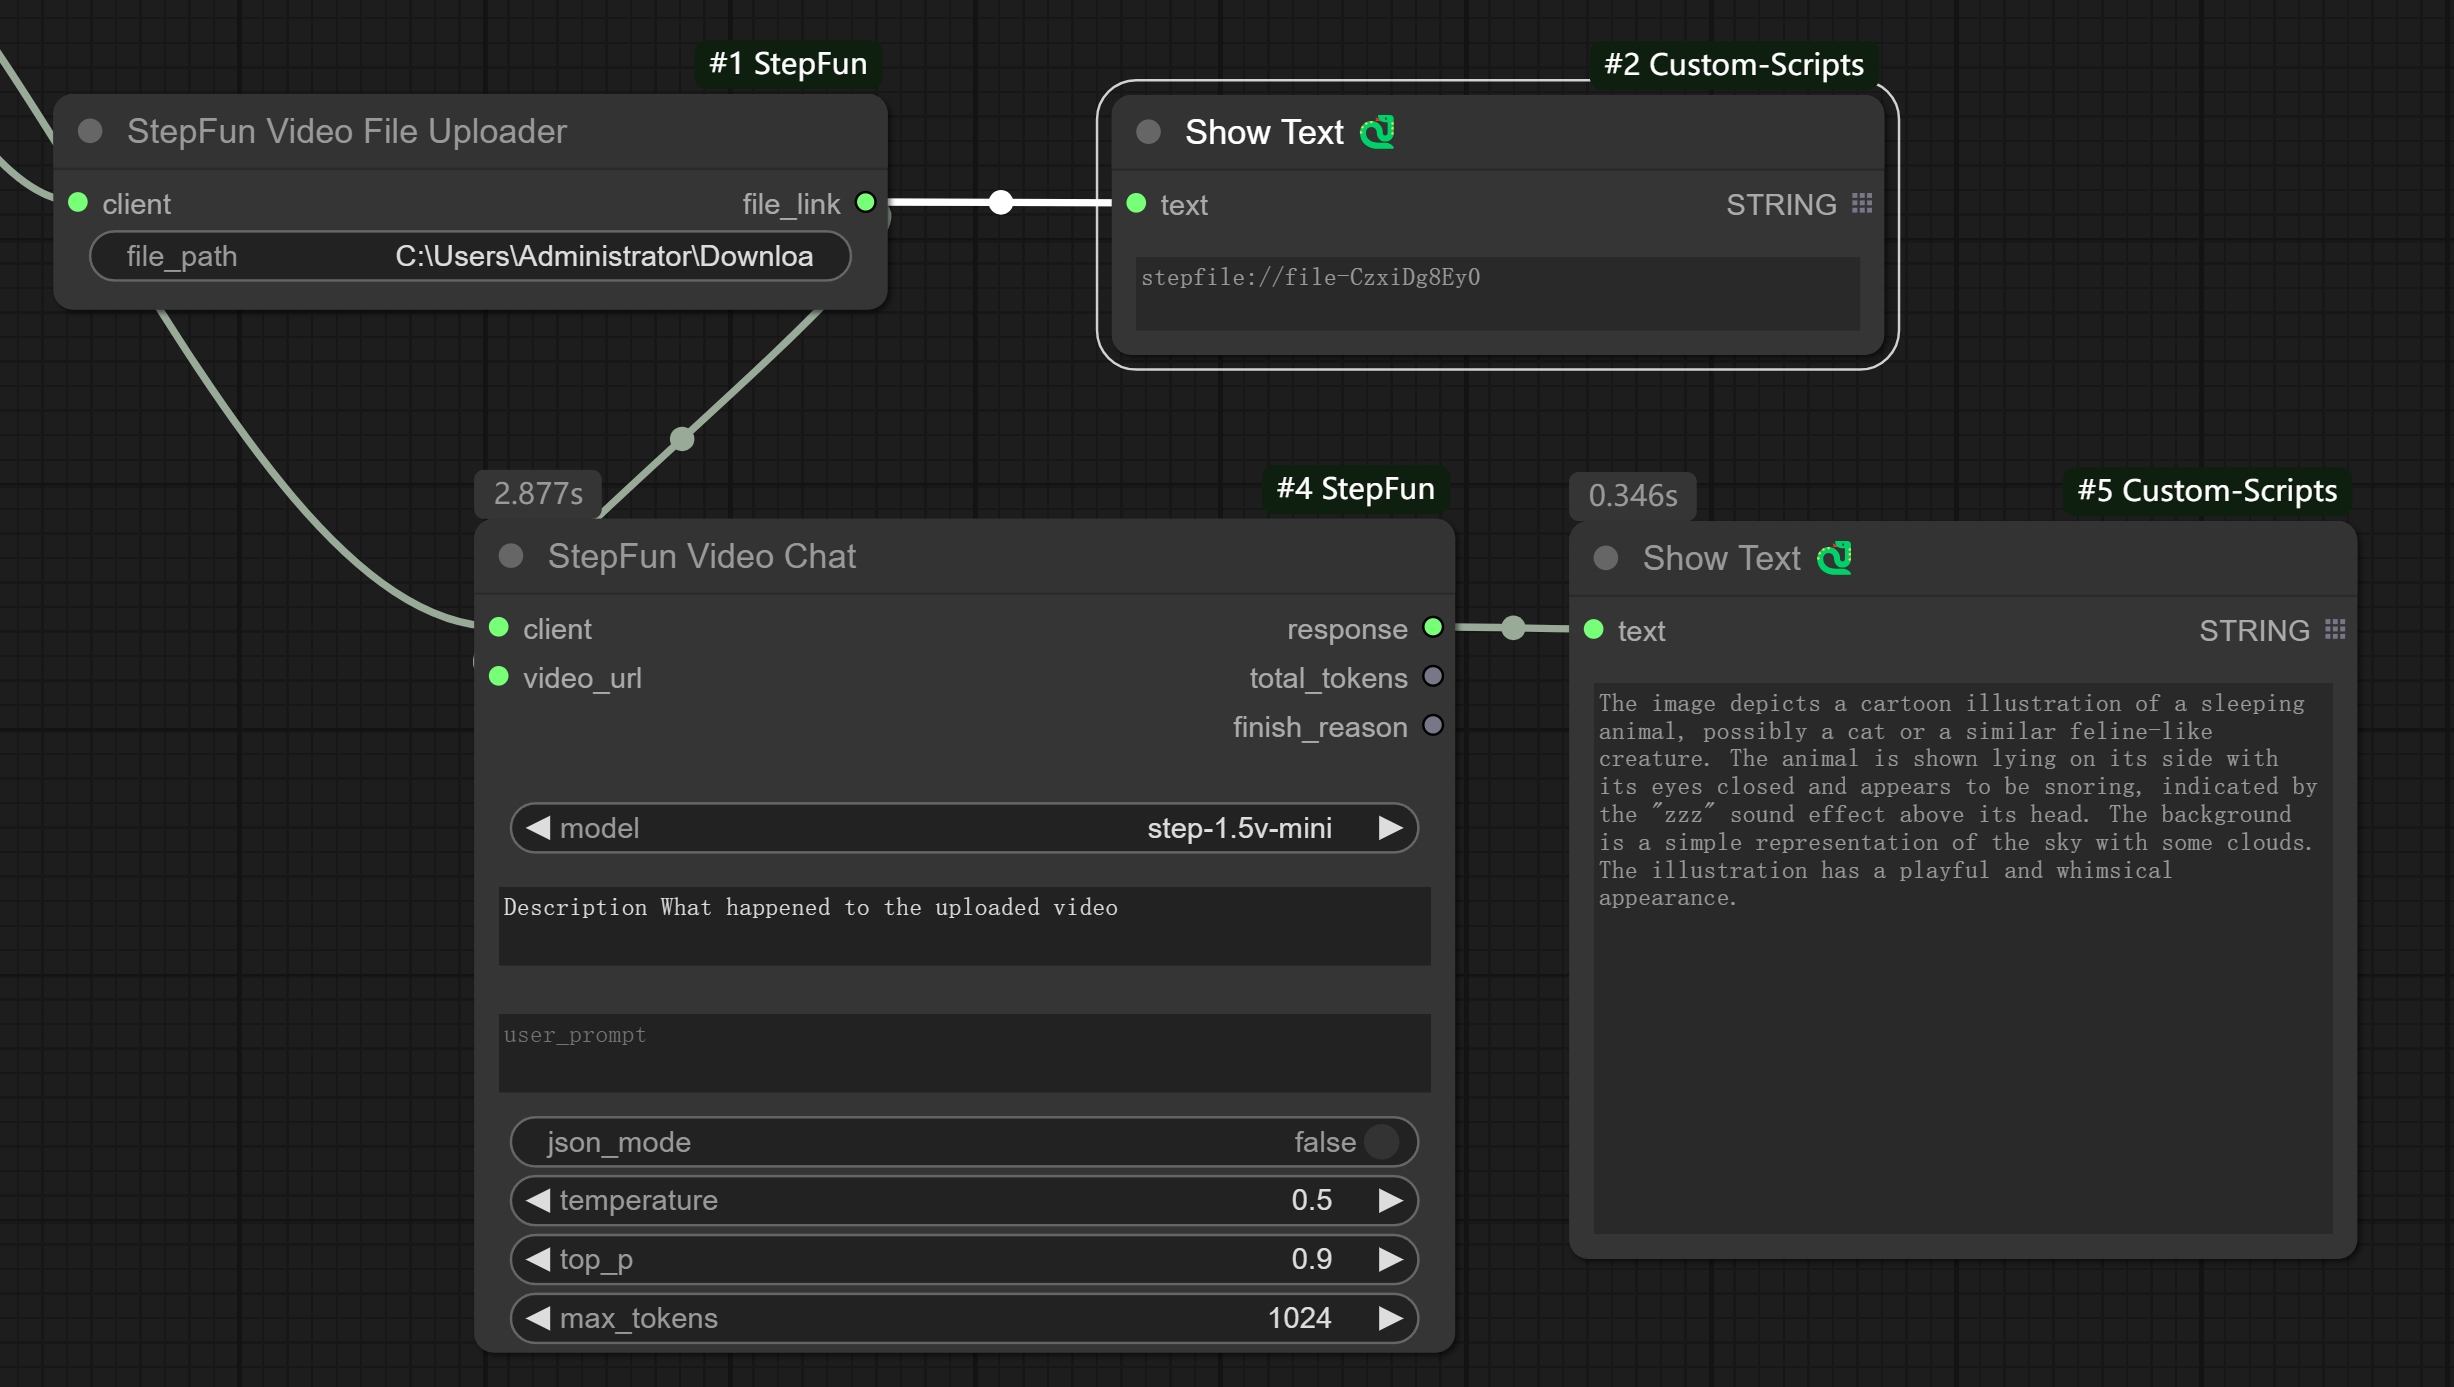 #1 StepFun
StepFun Video File Uploader
client
file_link
file_path C:\Users\Administrator\Downloa
#2 Custom-Scripts
Show Text
text
STRING
stepfile://file-CzxiDg8EyO
2.877s
#4 StepFun
StepFun Video Chat
client
response
video_url
total_tokens
finish_reason
model step-1.5v-mini
Description What happened to the uploaded video
user_prompt
json_mode false
temperature 0.5
top_p 0.9
max_tokens 1024
0.346s
#5 Custom-Scripts
Show Text
text
STRING
The image depicts a cartoon illustration of a sleeping
animal, possibly a cat or a similar feline-like
creature. The animal is shown lying on its side with
its eyes closed and appears to be snoring, indicated by
the "zzz" sound effect above its head. The background
is a simple representation of the sky with some clouds.
The illustration has a playful and whimsical
appearance.